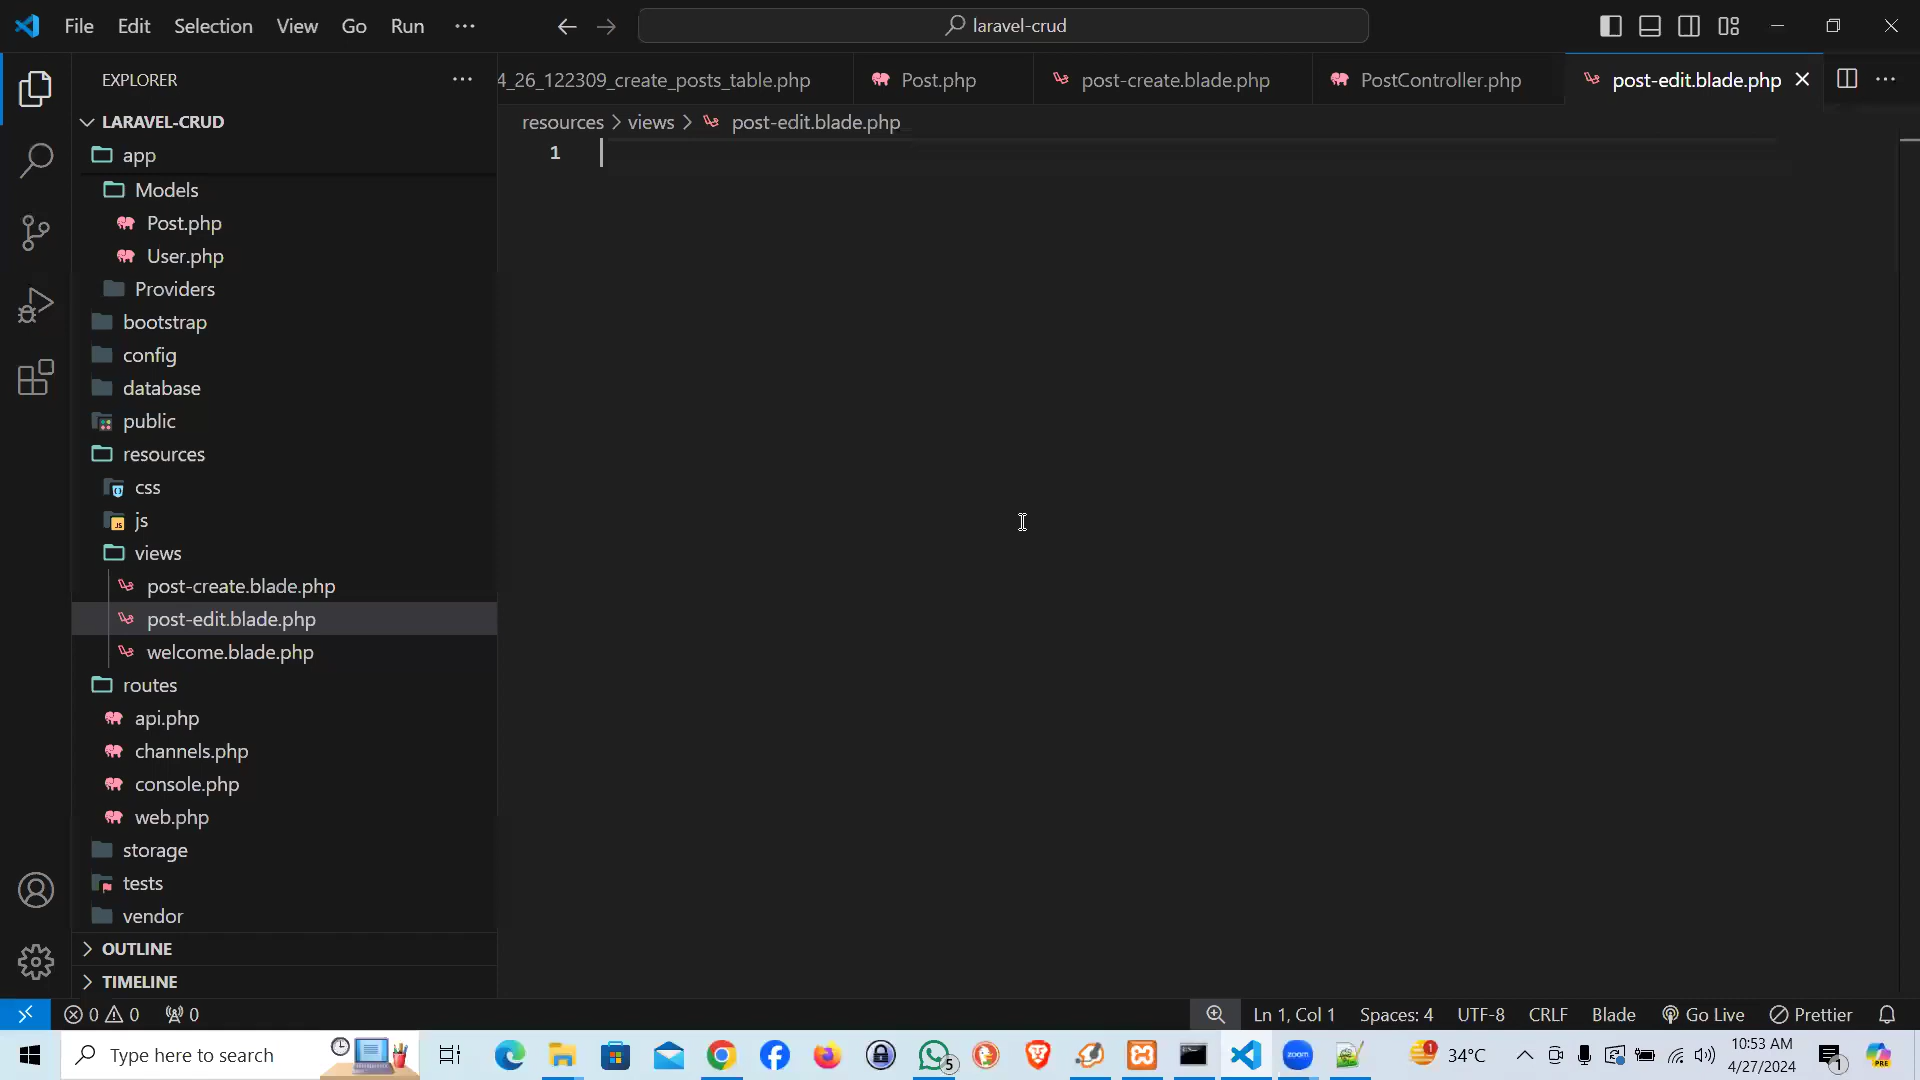 File Edit Selection View Go Run ···
laravel-crud
EXPLORER
4_26_122309_create_posts_table.php
Post.php
post-create.blade.php
PostController.php
post-edit.blade.php
resources > views > post-edit.blade.php
1
LARAVEL-CRUD
app
Models
Post.php
User.php
Providers
bootstrap
config
database
public
resources
css
js
views
post-create.blade.php
post-edit.blade.php
welcome.blade.php
routes
api.php
channels.php
console.php
web.php
storage
tests
vendor
OUTLINE
TIMELINE
0 0 0
Ln 1, Col 1 Spaces: 4 UTF-8 CRLF Blade Go Live Prettier
Type here to search
5
zoom
1
34°C
10:53 AM
4/27/2024
1
PRE